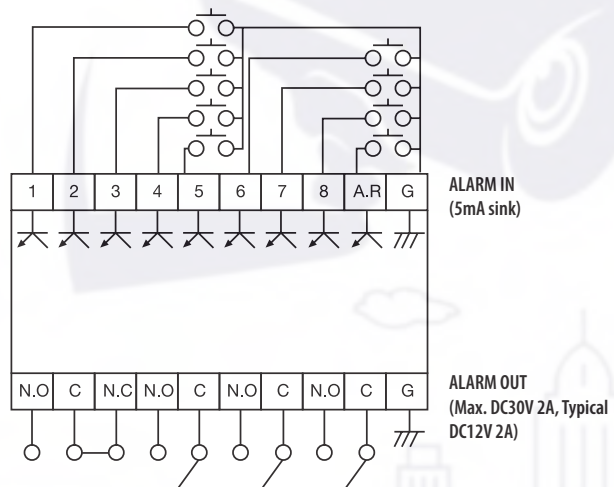 1 2 3 4 5 6 7 8 A.R G
ALARM IN
(5mA sink)
N.O C N.C N.O C N.O C N.O C G
ALARM OUT
(Max. DC30V 2A, Typical
DC12V 2A)